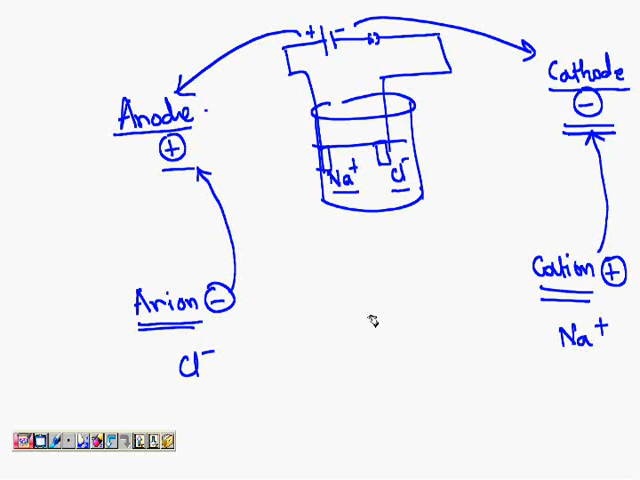 + -
Cathode
-
Anode
+
Na+ Cl-
Cation +
Anion -
Na+
Cl-